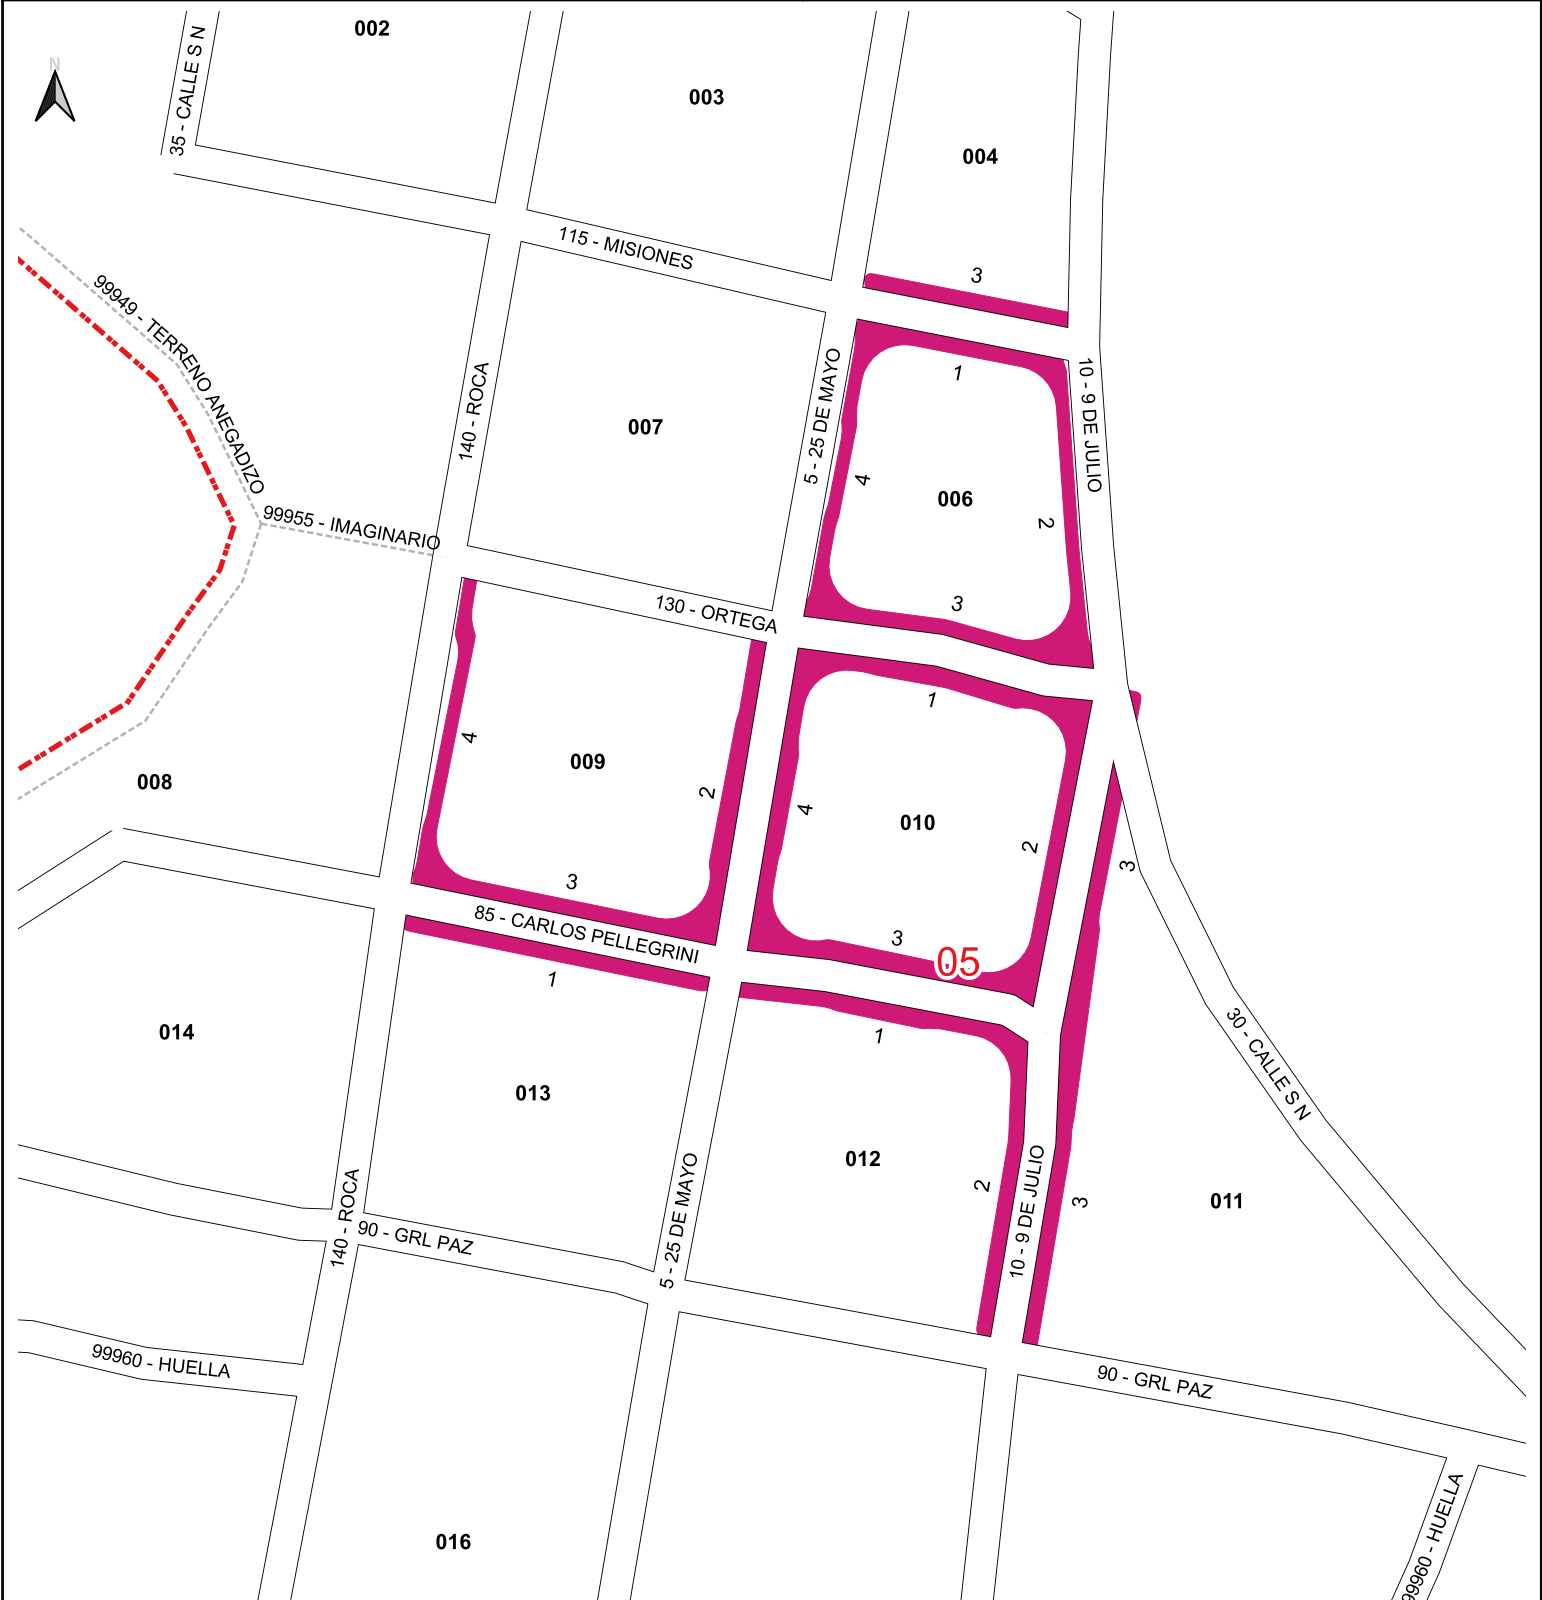 002
35 - CALLE S N
N
003
004
115 - MISIONES
3
99949 - TERRENO ANEGADIZO
140 - ROCA
5 - 25 DE MAYO
10 - 9 DE JULIO
1
007
4
006
2
99955 - IMAGINARIO
3
130 - ORTEGA
1
4
009
2
008
4
010
2
3
3
85 - CARLOS PELLEGRINI
3
05
1
1
014
013
30 - CALLE S N
012
2
10 - 9 DE JULIO
3
011
140 - ROCA
90 - GRL PAZ
5 - 25 DE MAYO
99960 - HUELLA
90 - GRL PAZ
016
99960 - HUELLA